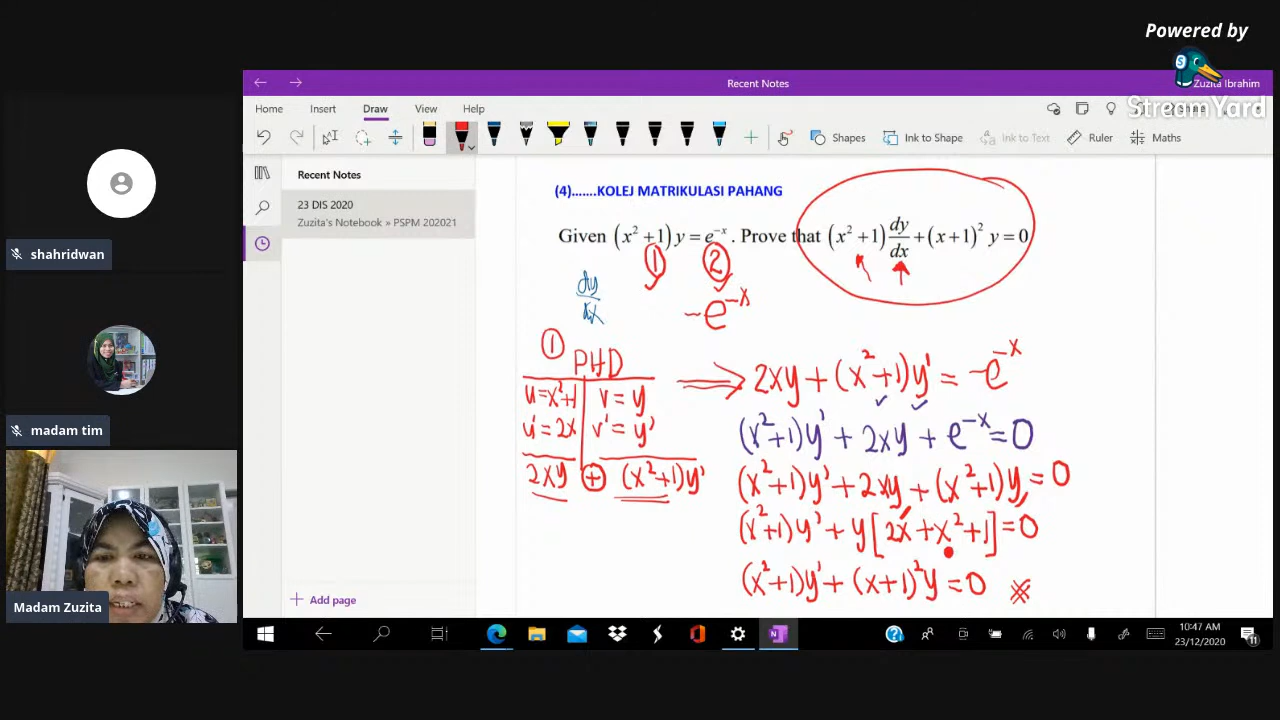 Powered by
StreamYard
Recent Notes
Zuzita Ibrahim
Home Insert Draw View Help
Shapes Ink to Shape Ink to Text Ruler Maths
Recent Notes
23 DIS 2020
Zuzita's Notebook » PSPM 202021
Add page
shahridwan
madam tim
Madam Zuzita
(4).......KOLEJ MATRIKULASI PAHANG
Given (x² + 1) y = e⁻ˣ . Prove that (x² + 1) dy/dx + (x + 1)² y = 0
① ②
dy/dx
-e⁻ˣ
① PHD
u = x²+1 v = y
u' = 2x v' = y'
2xy + (x²+1)y'
⟹ 2xy + (x²+1)y' = -e⁻ˣ
(x²+1)y' + 2xy + e⁻ˣ = 0
(x²+1)y' + 2xy + (x²+1)y = 0
(x²+1)y' + y[2x + x² + 1] = 0
(x²+1)y' + (x+1)²y = 0
10:47 AM
23/12/2020
11